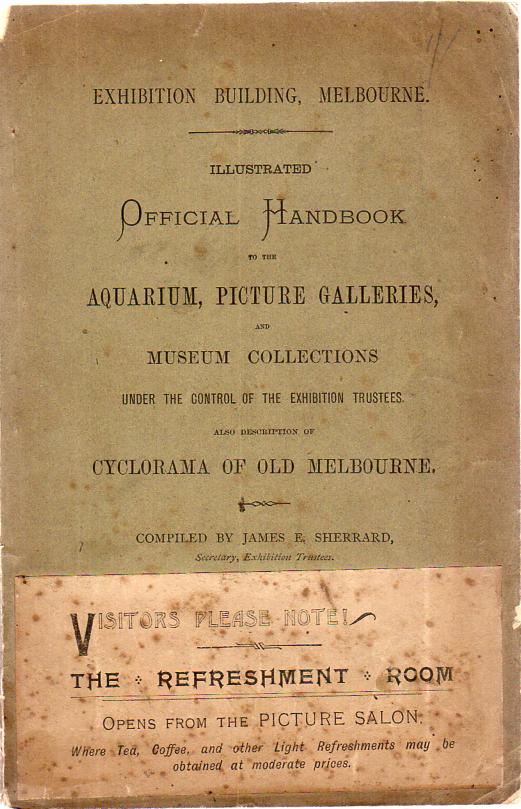 EXHIBITION BUILDING, MELBOURNE.
ILLUSTRATED
OFFICIAL HANDBOOK
TO THE
AQUARIUM, PICTURE GALLERIES,
AND
MUSEUM COLLECTIONS
UNDER THE CONTROL OF THE EXHIBITION TRUSTEES.
ALSO DESCRIPTION OF
CYCLORAMA OF OLD MELBOURNE.
COMPILED BY JAMES E. SHERRARD,
Secretary, Exhibition Trustees.
VISITORS PLEASE NOTE!
THE REFRESHMENT ROOM
OPENS FROM THE PICTURE SALON.
Where Tea, Coffee, and other Light Refreshments may be
obtained at moderate prices.